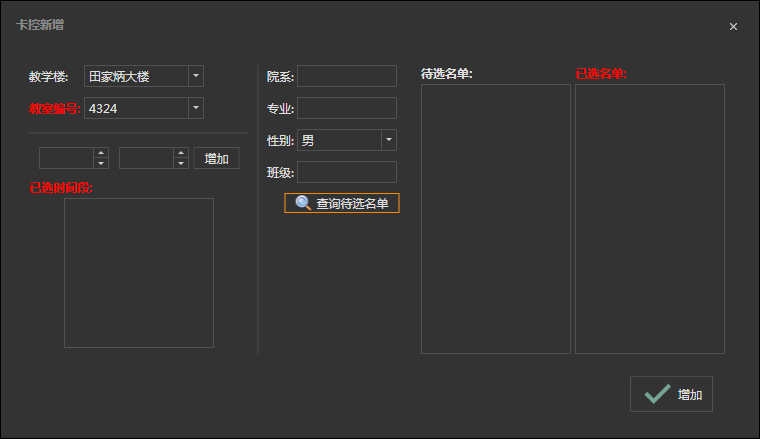 卡控新增
教学楼:
田家炳大楼
教室编号:
4324
增加
已选时间段:
院系:
专业:
性别:
男
班级:
查询待选名单
待选名单:
已选名单:
增加